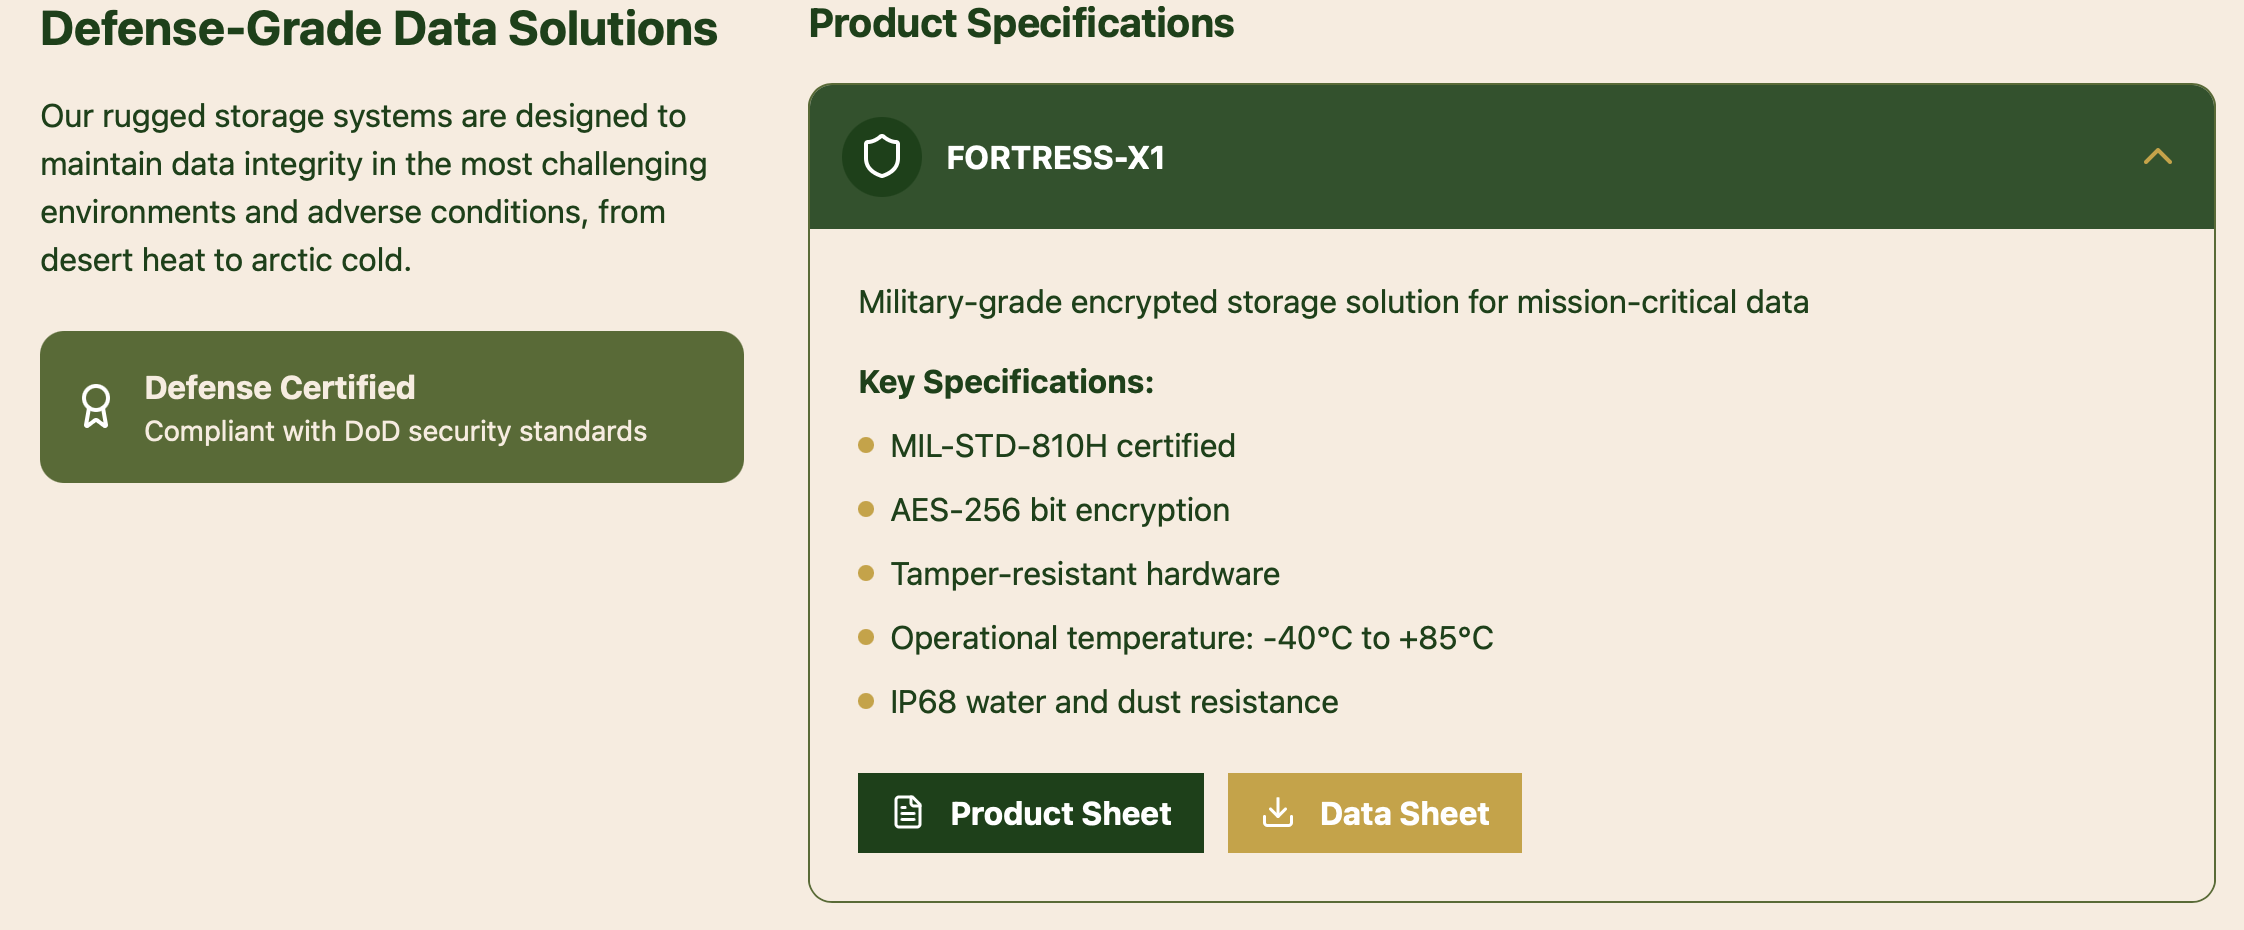 Defense-Grade Data Solutions
Our rugged storage systems are designed to
maintain data integrity in the most challenging
environments and adverse conditions, from
desert heat to arctic cold.
Defense Certified
Compliant with DoD security standards
Product Specifications
FORTRESS-X1
Military-grade encrypted storage solution for mission-critical data
Key Specifications:
MIL-STD-810H certified
AES-256 bit encryption
Tamper-resistant hardware
Operational temperature: -40°C to +85°C
IP68 water and dust resistance
Product Sheet
Data Sheet